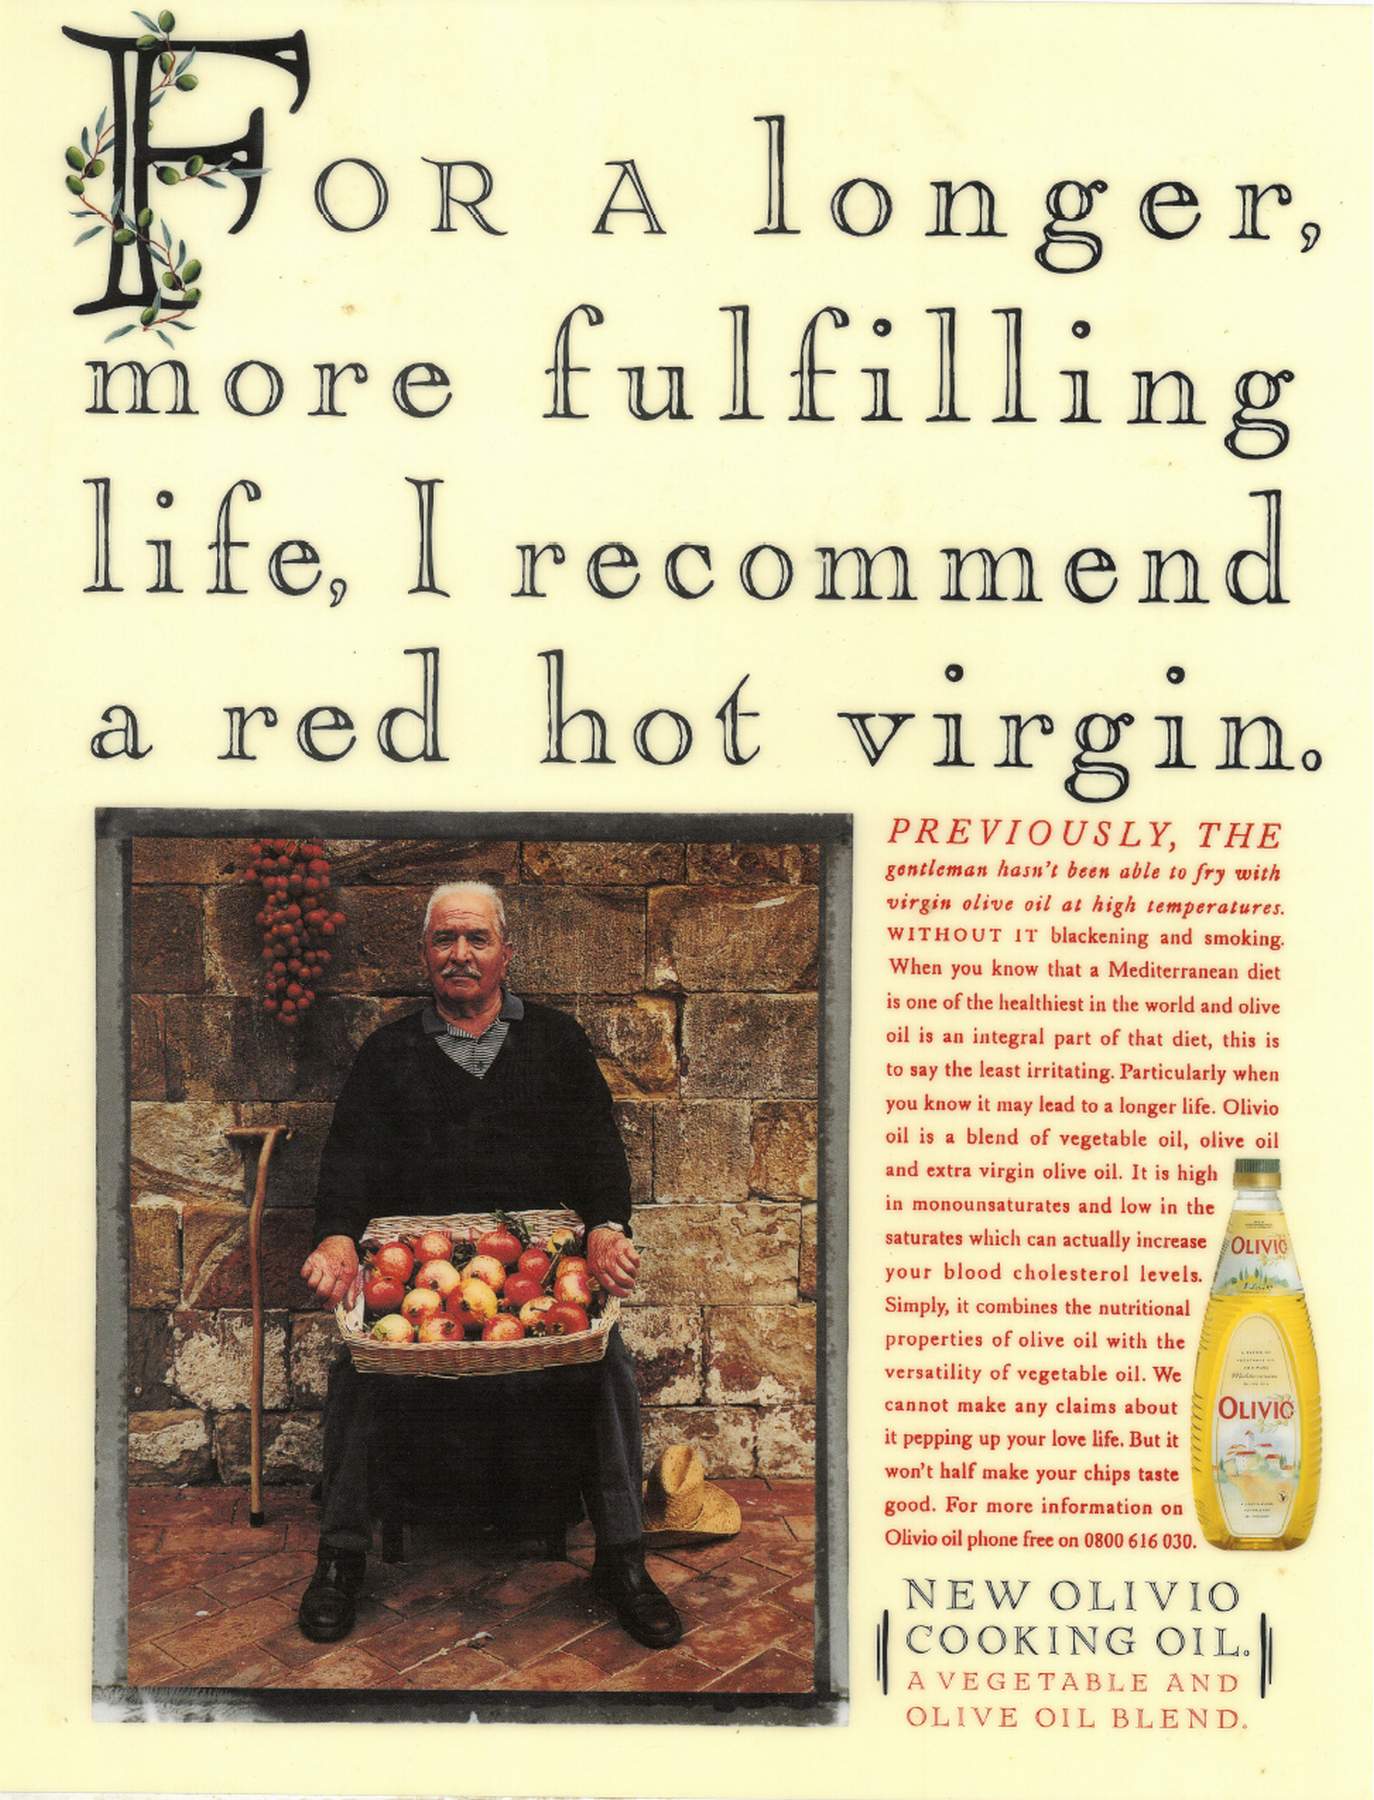 FOR A longer,
more fulfilling
life, I recommend
a red hot virgin.
PREVIOUSLY, THE
gentleman hasn't been able to fry with
virgin olive oil at high temperatures.
WITHOUT IT blackening and smoking.
When you know that a Mediterranean diet
is one of the healthiest in the world and olive
oil is an integral part of that diet, this is
to say the least irritating. Particularly when
you know it may lead to a longer life. Olivio
oil is a blend of vegetable oil, olive oil
and extra virgin olive oil. It is high
in monounsaturates and low in the
saturates which can actually increase
your blood cholesterol levels.
Simply, it combines the nutritional
properties of olive oil with the
versatility of vegetable oil. We
cannot make any claims about
it pepping up your love life. But it
won't half make your chips taste
good. For more information on
Olivio oil phone free on 0800 616 030.
OLIVIO
Mediterranean
OLIVIO
NEW OLIVIO
COOKING OIL.
A VEGETABLE AND
OLIVE OIL BLEND.